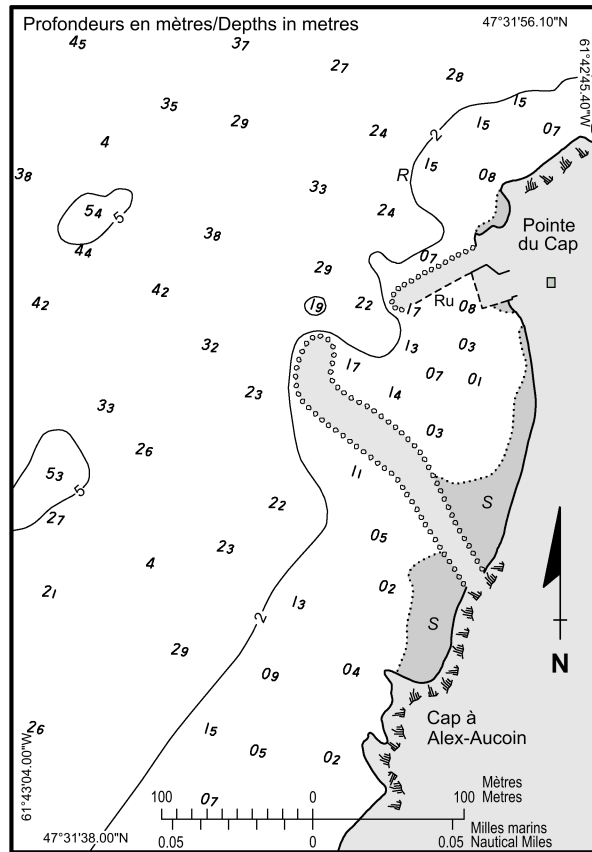 Profondeurs en mètres/Depths in metres
47°31'56.10"N
61°42'45.40"W
4₅ 3₇
2₇ 2₈
3₅ 1₅
2₉ 2₄ 2 1₅ 0₇
4
3₈ R 1₅ 0₈
3₃
5₄ 5 2₄
3₈ Pointe
du Cap
4₄ 0₇
2₉
4₂ 4₂ 1₉ 2₂ 1₇ Ru 0₈
3₂ 1₃ 0₃
1₇ 0₇ 0₁
2₃ 1₄
3₃
0₃
2₆
5₃ 1₁
5
2₇ 2₂ S
0₅
2₃
4
2₁ 0₂
1₃
2 S
2₉
N
0₉ 0₄
Cap à
Alex-Aucoin
2₆ 1₅
0₅ 0₂
61°43'04.00"W
Mètres
Metres
100 0₇ 0 100
Milles marins
Nautical Miles
0.05 0 0.05
47°31'38.00"N